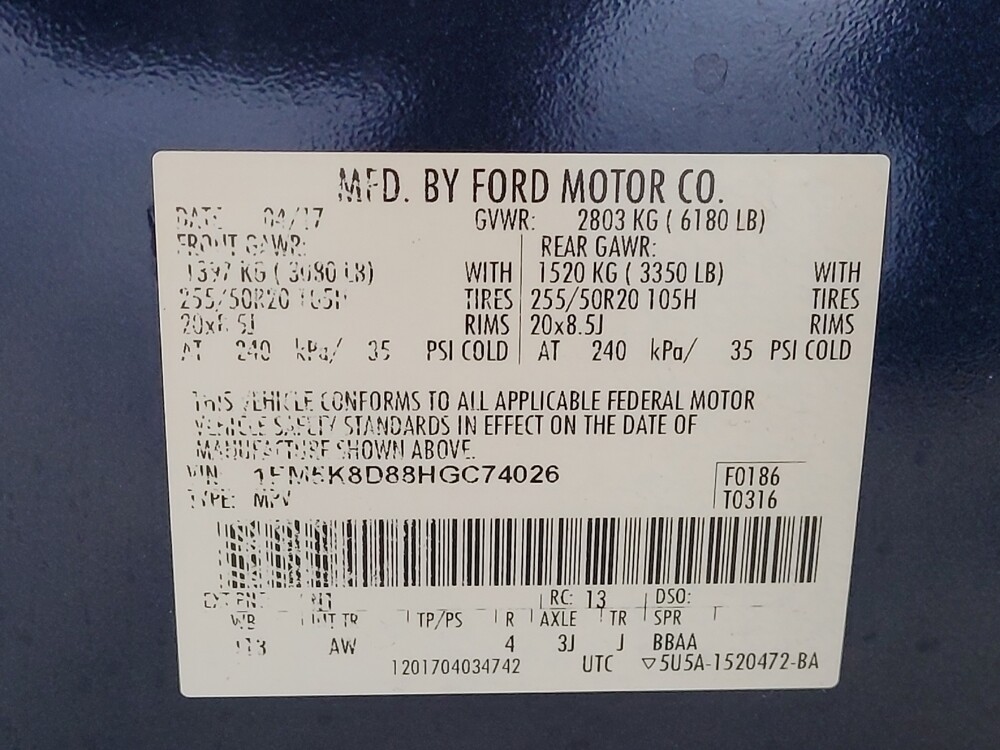 MFD. BY FORD MOTOR CO.
DATE 04/17 GVWR: 2803 KG ( 6180 LB)
FRONT GAWR: REAR GAWR:
1397 KG ( 3080 LB) WITH 1520 KG ( 3350 LB) WITH
255/50R20 105H TIRES 255/50R20 105H TIRES
20x8.5J RIMS 20x8.5J RIMS
AT 240 kPa/ 35 PSI COLD AT 240 kPa/ 35 PSI COLD
THIS VEHICLE CONFORMS TO ALL APPLICABLE FEDERAL MOTOR
VEHICLE SAFETY STANDARDS IN EFFECT ON THE DATE OF
MANUFACTURE SHOWN ABOVE.
VIN: 1FM5K8D88HGC74026 F0186
TYPE: MPV T0316
EXT PNT: RC: 13 DSO:
WB INT TR TP/PS R AXLE TR SPR
113 AW 4 3J J BBAA
1201704034742 UTC ▽5U5A-1520472-BA